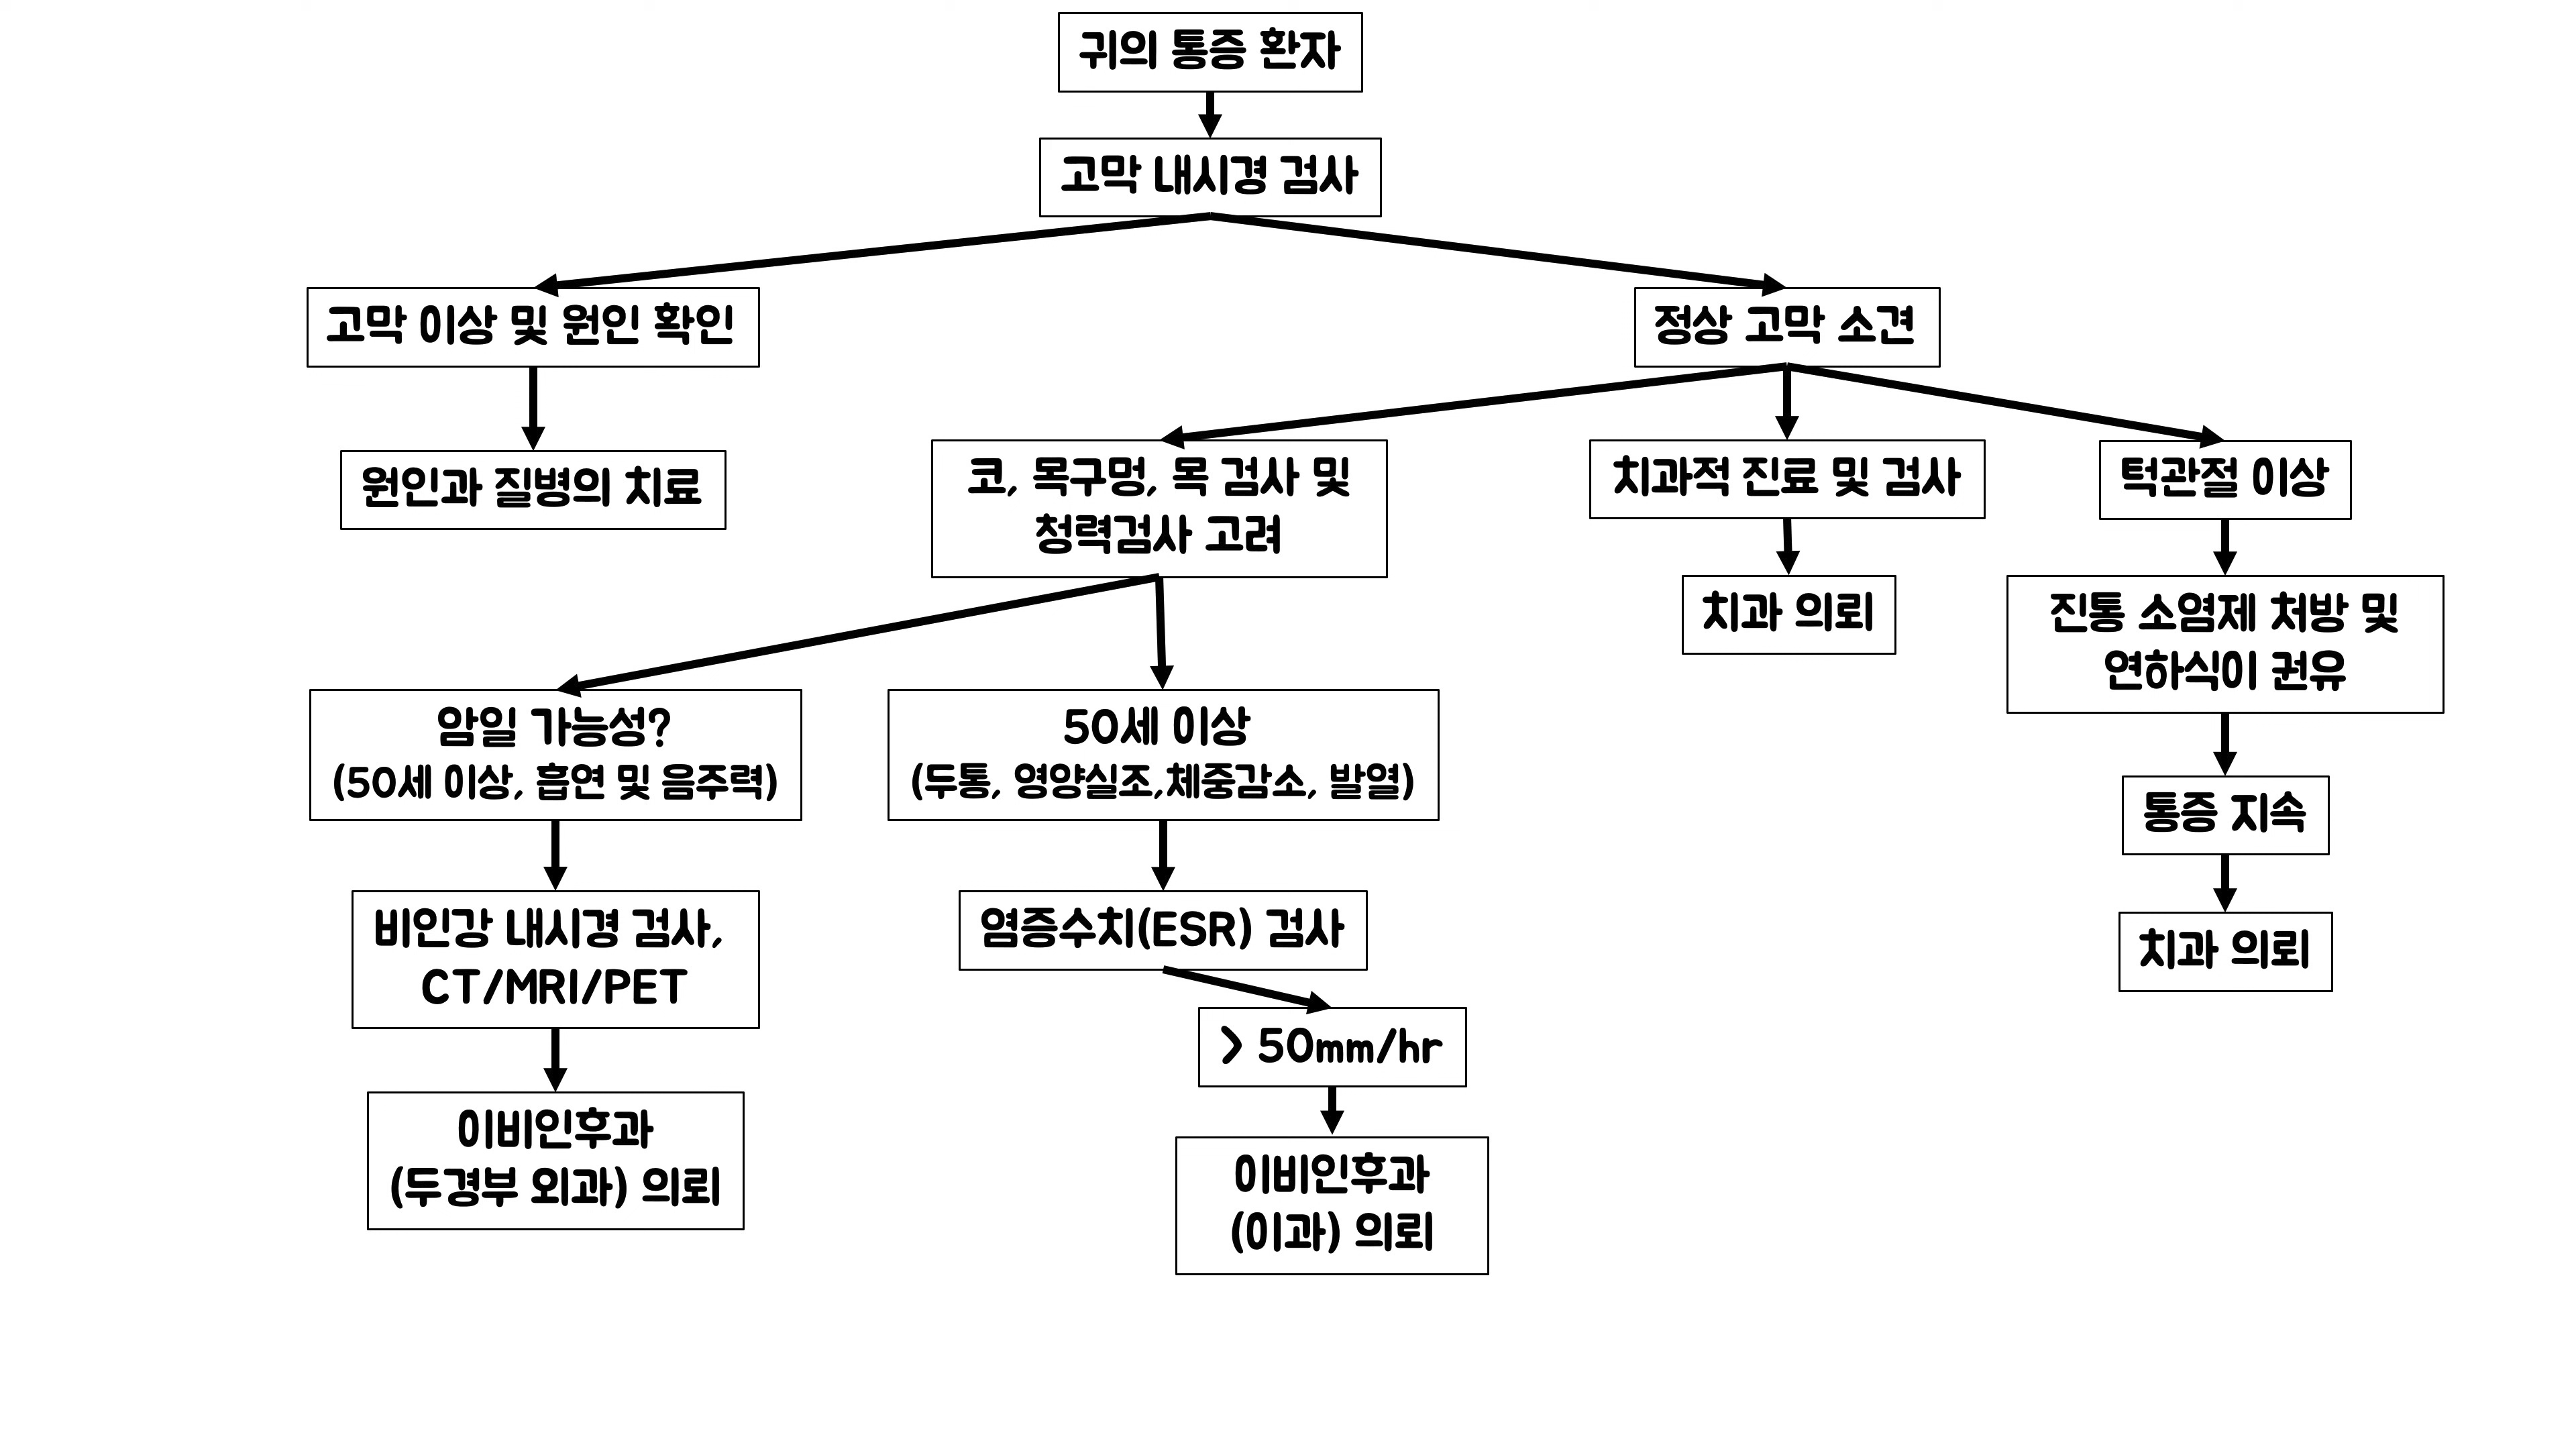 귀의 통증 환자
고막 내시경 검사
고막 이상 및 원인 확인
정상 고막 소견
원인과 질병의 치료
코, 목구멍, 목 검사 및
청력검사 고려
치과적 진료 및 검사
턱관절 이상
치과 의뢰
진통 소염제 처방 및
연하식이 권유
암일 가능성?
(50세 이상, 흡연 및 음주력)
50세 이상
(두통, 영양실조,체중감소, 발열)
통증 지속
비인강 내시경 검사,
CT/MRI/PET
염증수치(ESR) 검사
치과 의뢰
> 50mm/hr
이비인후과
(두경부 외과) 의뢰
이비인후과
(이과) 의뢰